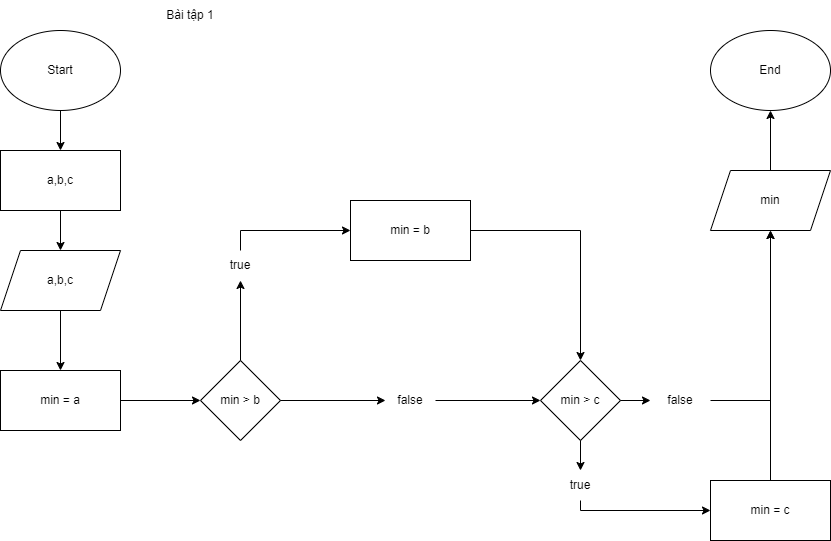 Bài tập 1
Start
a,b,c
a,b,c
min = a
min > b
true
min = b
false
min > c
false
true
min = c
min
End